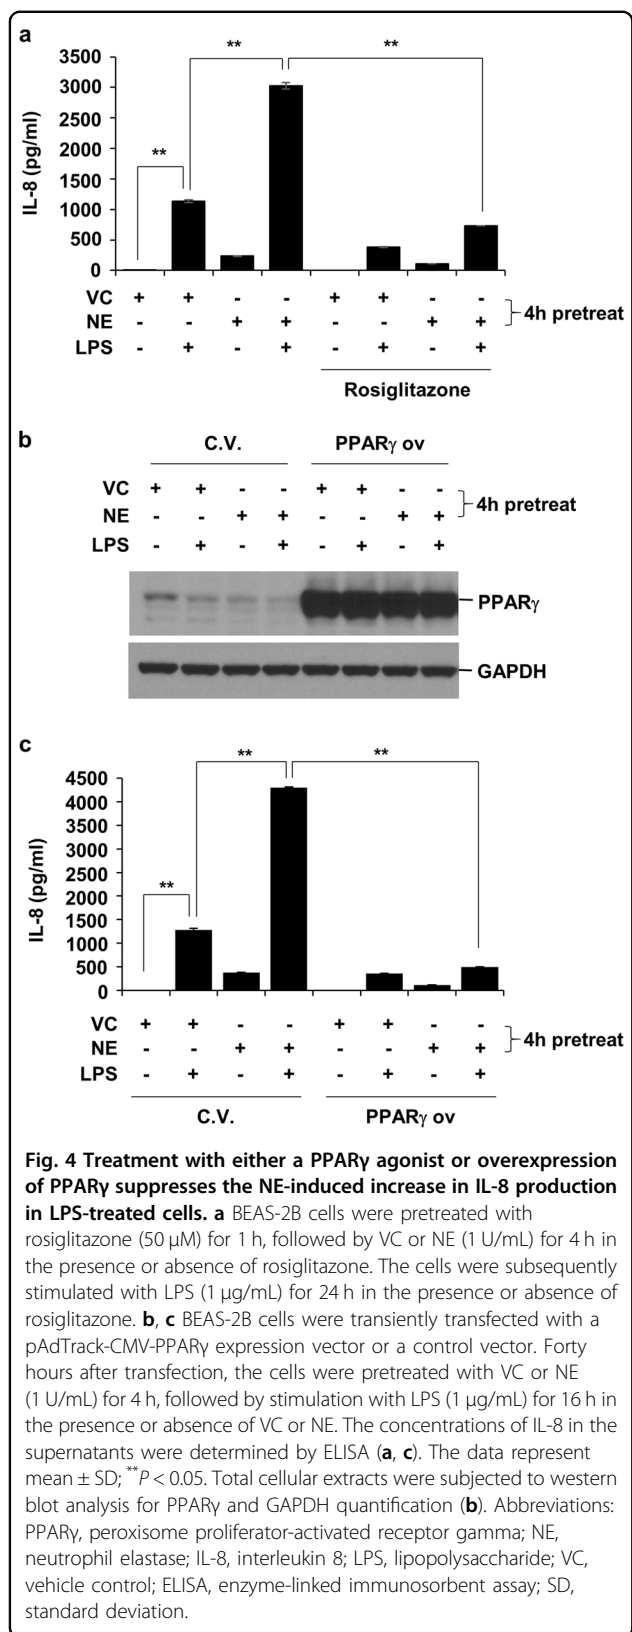 a
3500
3000
2500
2000
1500
1000
500
0
IL-8 (pg/ml)
** ** **
VC + + - - + + - -
NE - - + + - - + +
LPS - + - + - + - +
4h pretreat
Rosiglitazone
b
C.V. PPARγ ov
VC + + - - + + - -
NE - - + + - - + +
LPS - + - + - + - +
4h pretreat
PPARγ
GAPDH
c
4500
4000
3500
3000
2500
2000
1500
1000
500
0
IL-8 (pg/ml)
** ** **
VC + + - - + + - -
NE - - + + - - + +
LPS - + - + - + - +
4h pretreat
C.V. PPARγ ov
Fig. 4 Treatment with either a PPARγ agonist or overexpression
of PPARγ suppresses the NE-induced increase in IL-8 production
in LPS-treated cells. a BEAS-2B cells were pretreated with
rosiglitazone (50 μM) for 1 h, followed by VC or NE (1 U/mL) for 4 h in
the presence or absence of rosiglitazone. The cells were subsequently
stimulated with LPS (1 μg/mL) for 24 h in the presence or absence of
rosiglitazone. b, c BEAS-2B cells were transiently transfected with a
pAdTrack-CMV-PPARγ expression vector or a control vector. Forty
hours after transfection, the cells were pretreated with VC or NE
(1 U/mL) for 4 h, followed by stimulation with LPS (1 μg/mL) for 16 h in
the presence or absence of VC or NE. The concentrations of IL-8 in the
supernatants were determined by ELISA (a, c). The data represent
mean ± SD; **P < 0.05. Total cellular extracts were subjected to western
blot analysis for PPARγ and GAPDH quantification (b). Abbreviations:
PPARγ, peroxisome proliferator-activated receptor gamma; NE,
neutrophil elastase; IL-8, interleukin 8; LPS, lipopolysaccharide; VC,
vehicle control; ELISA, enzyme-linked immunosorbent assay; SD,
standard deviation.